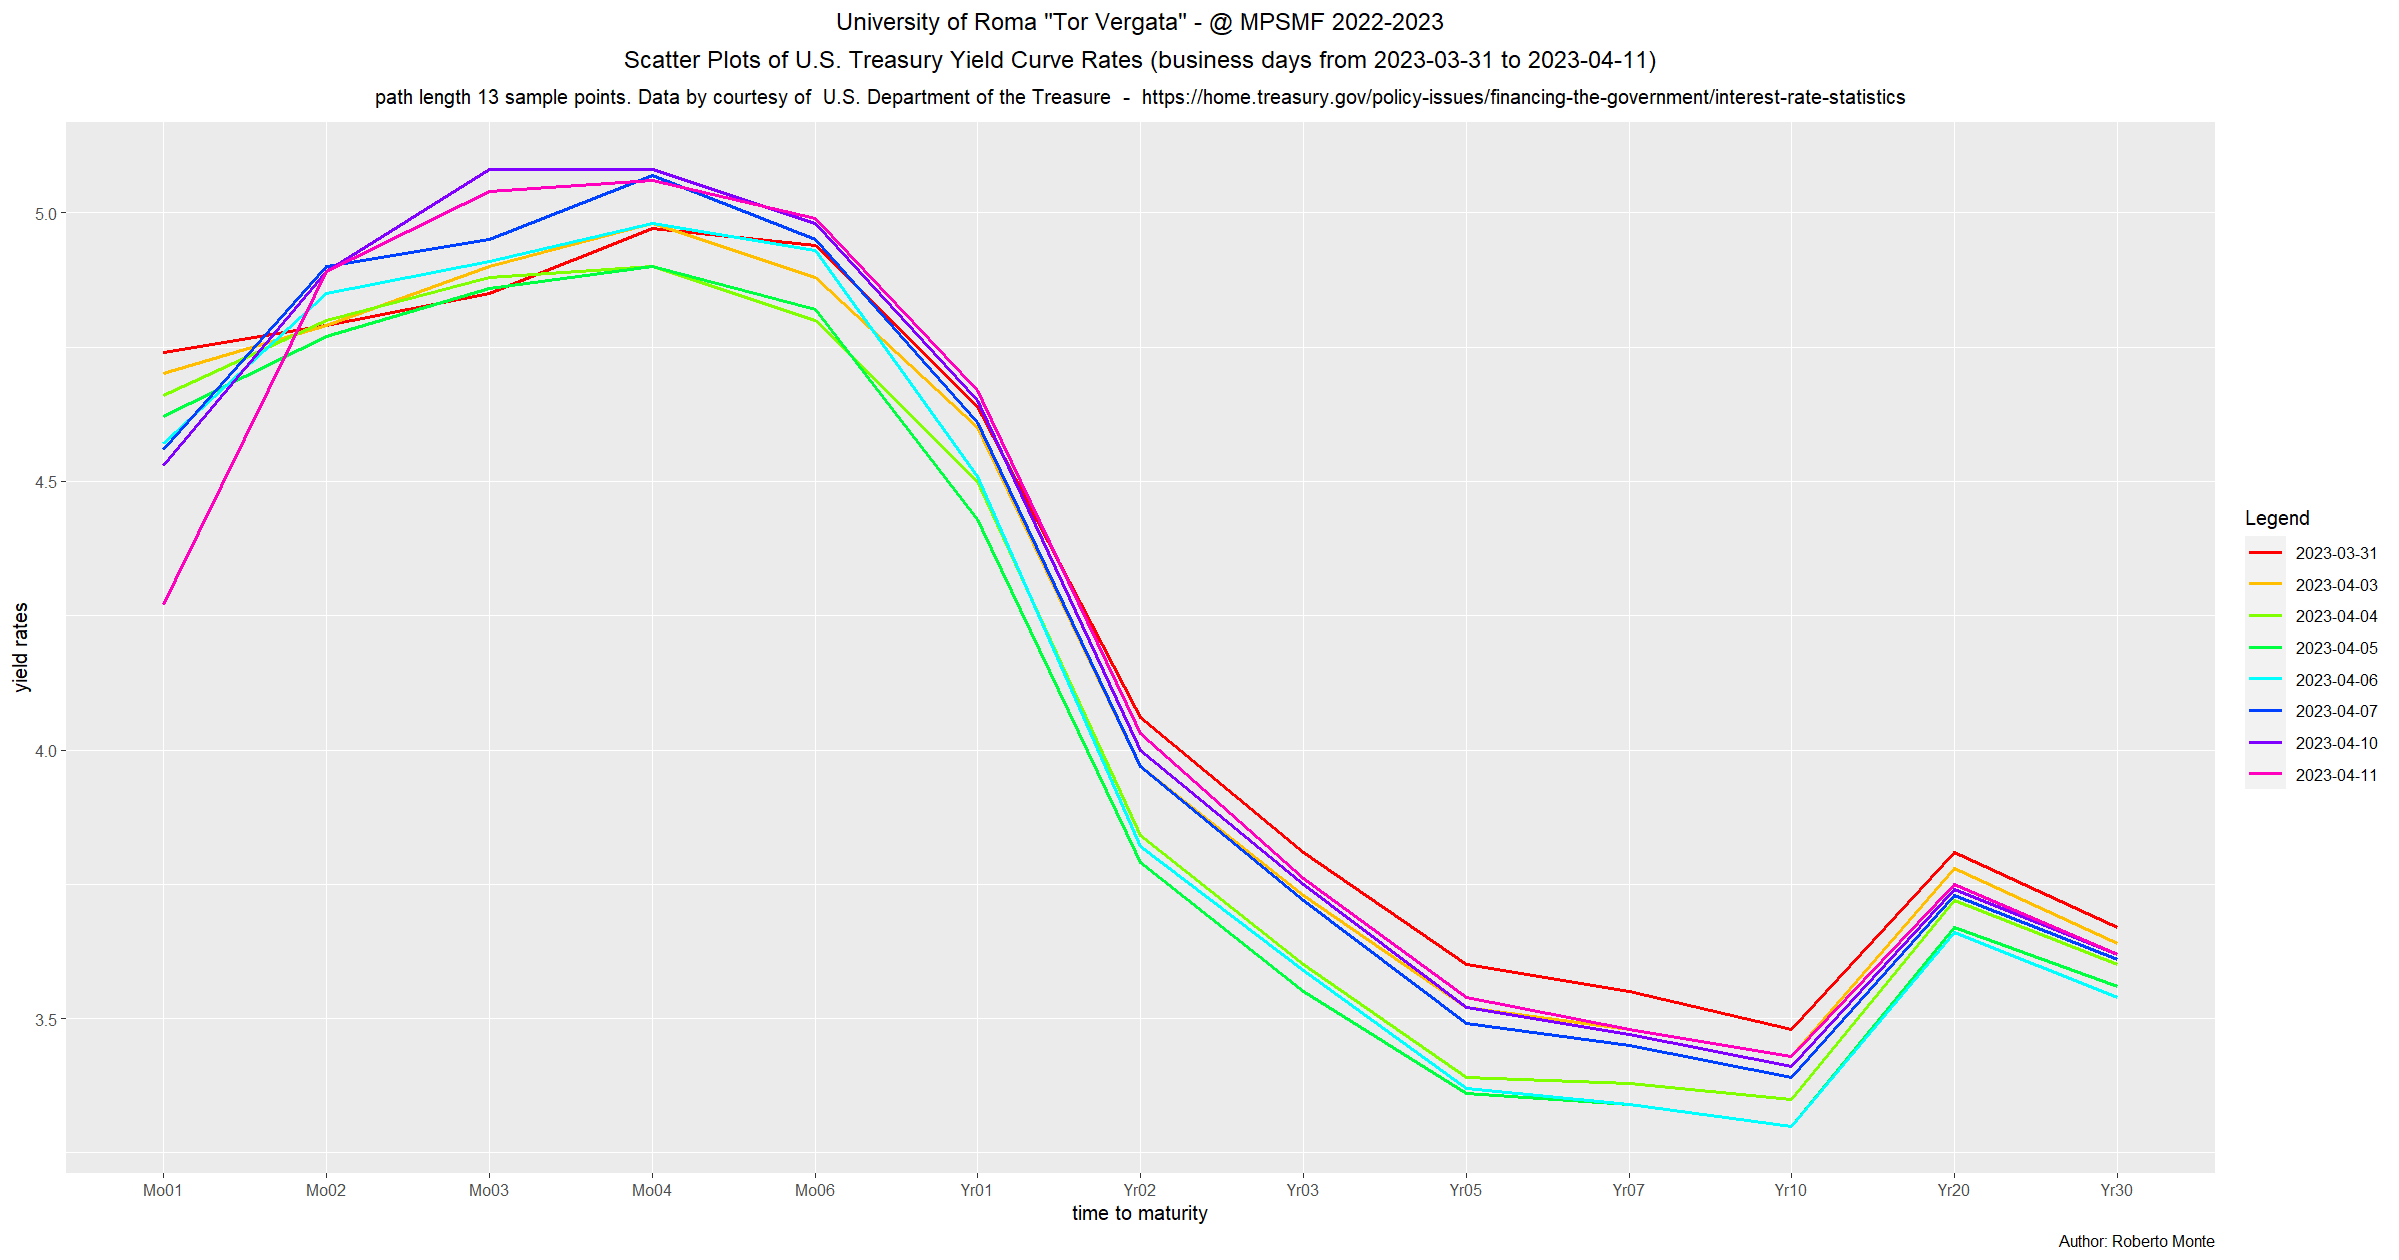 University of Roma "Tor Vergata" - @ MPSMF 2022-2023
Scatter Plots of U.S. Treasury Yield Curve Rates (business days from 2023-03-31 to 2023-04-11)
path length 13 sample points. Data by courtesy of  U.S. Department of the Treasure  -  https://home.treasury.gov/policy-issues/financing-the-government/interest-rate-statistics
5.0
4.5
4.0
3.5
yield rates
Mo01 Mo02 Mo03 Mo04 Mo06 Yr01 Yr02 Yr03 Yr05 Yr07 Yr10 Yr20 Yr30
time to maturity
Legend
2023-03-31
2023-04-03
2023-04-04
2023-04-05
2023-04-06
2023-04-07
2023-04-10
2023-04-11
Author: Roberto Monte